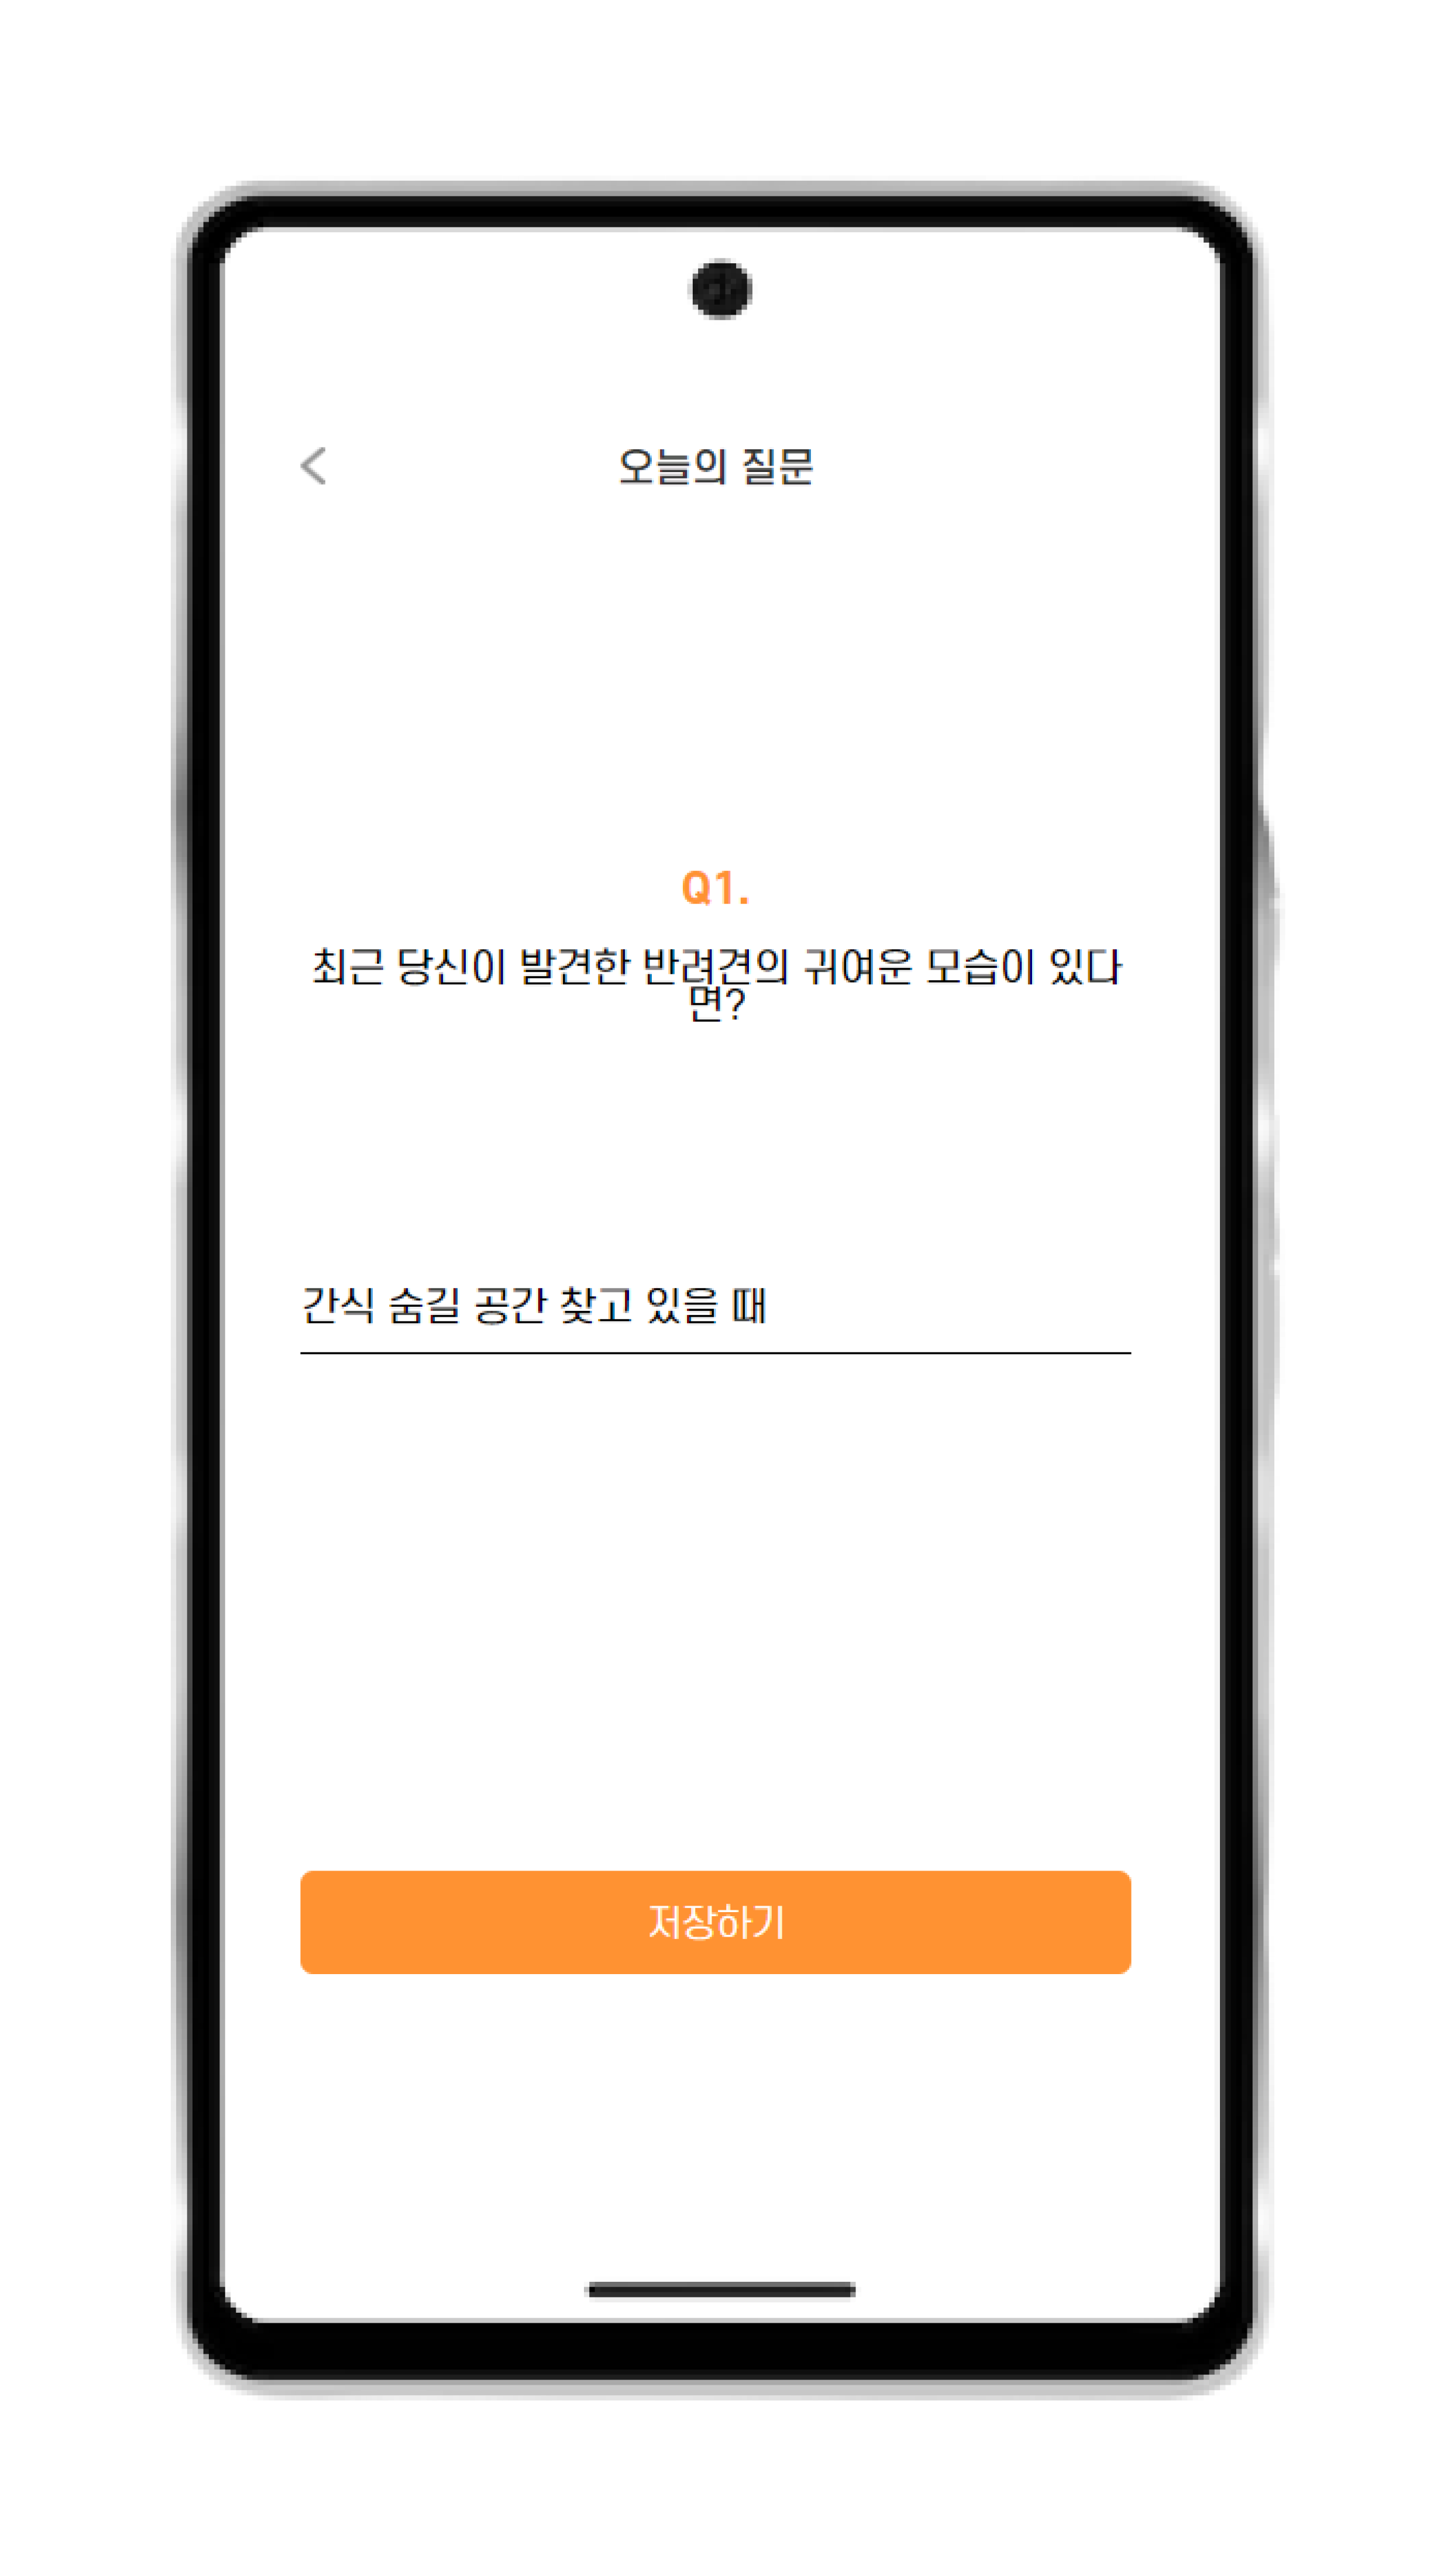 오늘의 질문
Q1.
최근 당신이 발견한 반려견의 귀여운 모습이 있다
면?
간식 숨길 공간 찾고 있을 때
저장하기